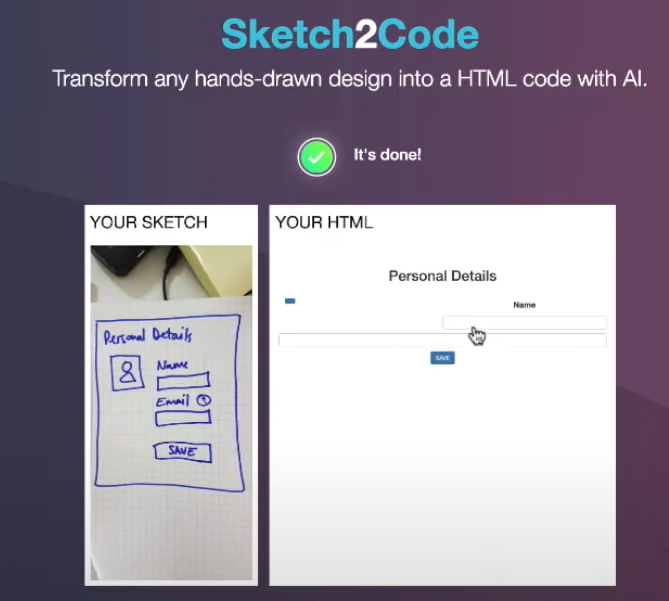 Sketch2Code
Transform any hands-drawn design into a HTML code with AI.
It's done!
YOUR SKETCH
Personal Details
Name
Email
SAVE
YOUR HTML
Personal Details
Name
SAVE